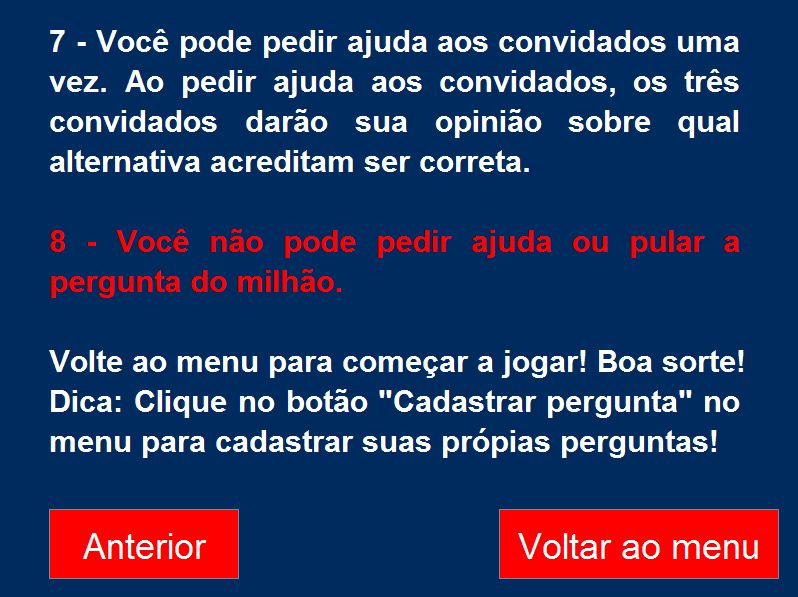 7 - Você pode pedir ajuda aos convidados uma
vez. Ao pedir ajuda aos convidados, os três
convidados darão sua opinião sobre qual
alternativa acreditam ser correta.
8 - Você não pode pedir ajuda ou pular a
pergunta do milhão.
Volte ao menu para começar a jogar! Boa sorte!
Dica: Clique no botão "Cadastrar pergunta" no
menu para cadastrar suas própias perguntas!
Anterior
Voltar ao menu